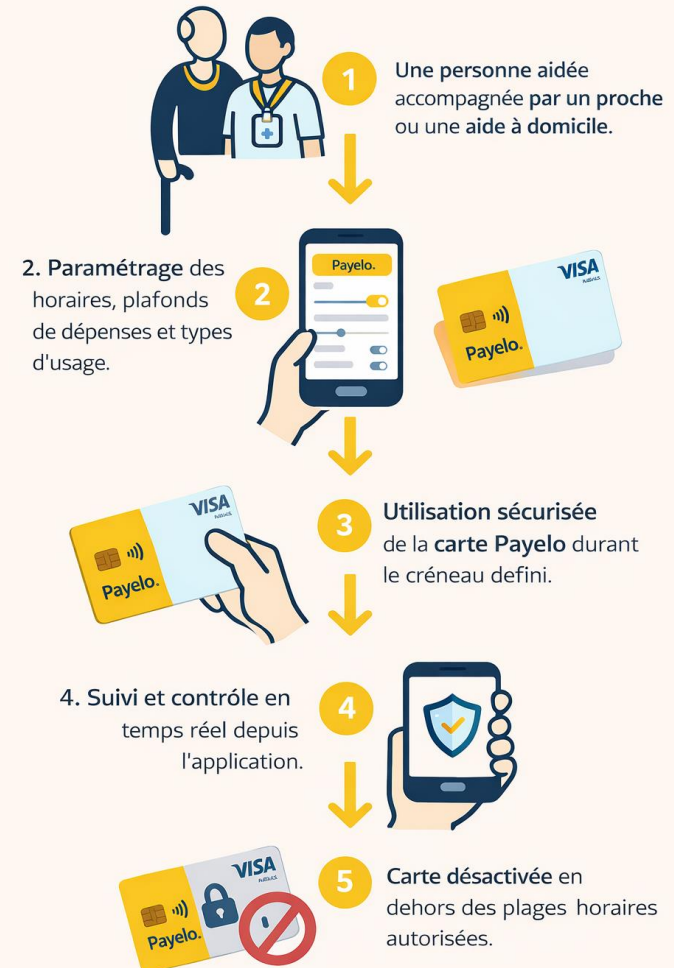 1
Une personne aidée
accompagnée par un proche
ou une aide à domicile.
2. Paramétrage des
horaires, plafonds
de dépenses et types
d'usage.
2
Payelo.
VISA
Payelo.
VISA
Payelo.
3
Utilisation sécurisée
de la carte Payelo durant
le créneau defini.
4. Suivi et contróle en
temps réel depuis
l'application.
4
VISA
Payelo.
5
Carte désactivée en
dehors des plages horaires
autorisées.